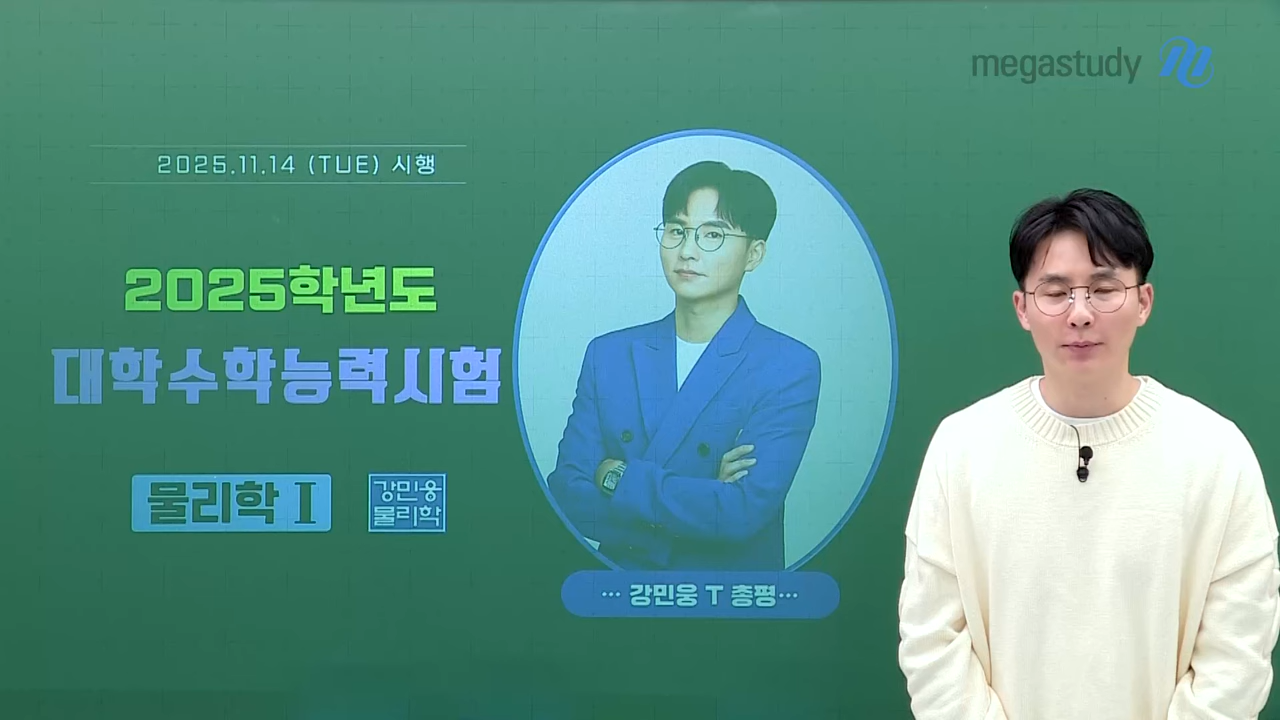 megastudy
2025.11.14 (TUE) 시행
2025학년도
대학수학능력시험
물리학 I
강민웅
물리학
··· 강민웅 T 총평···